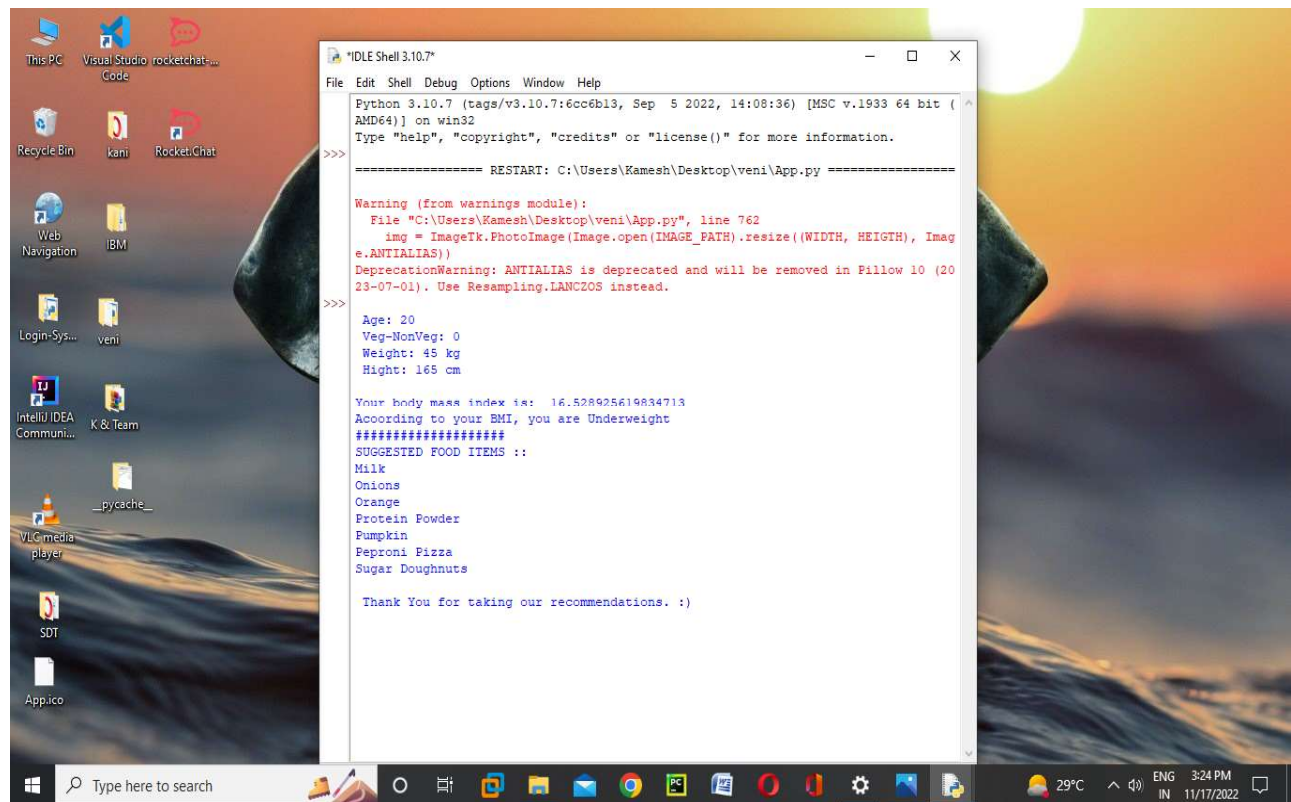 This PC
Visual Studio Code
rocketchat-...
Recycle Bin
kani
Rocket.Chat
Web Navigation
IBM
Login-Sys...
veni
IntelliJ IDEA Communi...
K & Team
__pycache__
VLC media player
SDT
App.ico
*IDLE Shell 3.10.7*
File Edit Shell Debug Options Window Help
Python 3.10.7 (tags/v3.10.7:6cc6b13, Sep  5 2022, 14:08:36) [MSC v.1933 64 bit (
AMD64)] on win32
Type "help", "copyright", "credits" or "license()" for more information.
>>>
================= RESTART: C:\Users\Kamesh\Desktop\veni\App.py =================
Warning (from warnings module):
File "C:\Users\Kamesh\Desktop\veni\App.py", line 762
img = ImageTk.PhotoImage(Image.open(IMAGE_PATH).resize((WIDTH, HEIGTH), Imag
e.ANTIALIAS))
DeprecationWarning: ANTIALIAS is deprecated and will be removed in Pillow 10 (20
23-07-01). Use Resampling.LANCZOS instead.
>>>
Age: 20
Veg-NonVeg: 0
Weight: 45 kg
Hight: 165 cm
Your body mass index is:  16.528925619834713
Acoording to your BMI, you are Underweight
####################
SUGGESTED FOOD ITEMS ::
Milk
Onions
Orange
Protein Powder
Pumpkin
Peproni Pizza
Sugar Doughnuts
Thank You for taking our recommendations. :)
Type here to search
29°C
ENG
IN
3:24 PM
11/17/2022